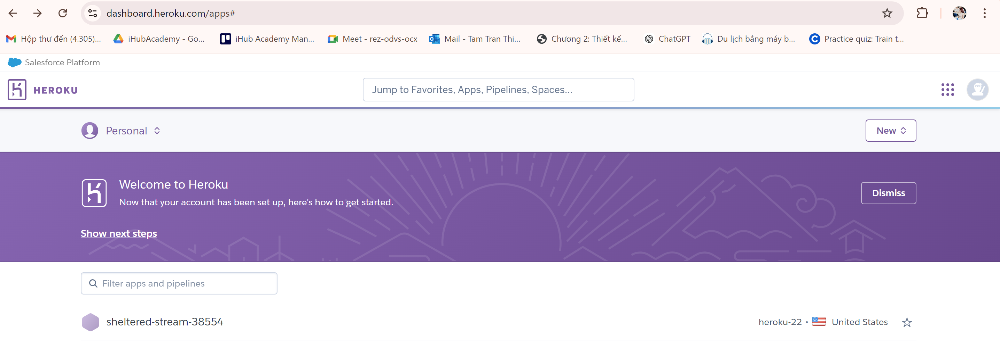 dashboard.heroku.com/apps#
Hộp thư đến (4.305)... iHubAcademy - Go... iHub Academy Man... Meet - rez-odvs-ocx Mail - Tam Tran Thi... Chương 2: Thiết kế... ChatGPT Du lịch bằng máy b... Practice quiz: Train t...
Salesforce Platform
HEROKU Jump to Favorites, Apps, Pipelines, Spaces...
Personal New
Welcome to Heroku
Now that your account has been set up, here's how to get started.
Dismiss
Show next steps
Filter apps and pipelines
sheltered-stream-38554 heroku-22 • United States